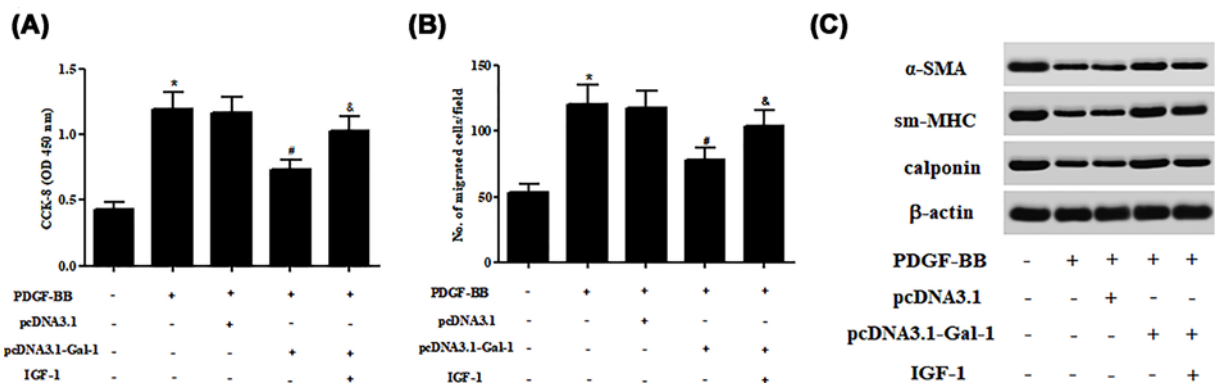 (A)
*
#
&
1.5
1.0
0.5
0.0
CCK-8 (OD 450 nm)
PDGF-BB - + + + +
pcDNA3.1 - - + - -
pcDNA3.1-Gal-1 - - - + +
IGF-1 - - - - +
(B)
*
#
&
150
100
50
0
No. of migrated cells/field
PDGF-BB - + + + +
pcDNA3.1 - - + - -
pcDNA3.1-Gal-1 - - - + +
IGF-1 - - - - +
(C)
α-SMA
sm-MHC
calponin
β-actin
PDGF-BB - + + + +
pcDNA3.1 - - + - -
pcDNA3.1-Gal-1 - - - + +
IGF-1 - - - - +